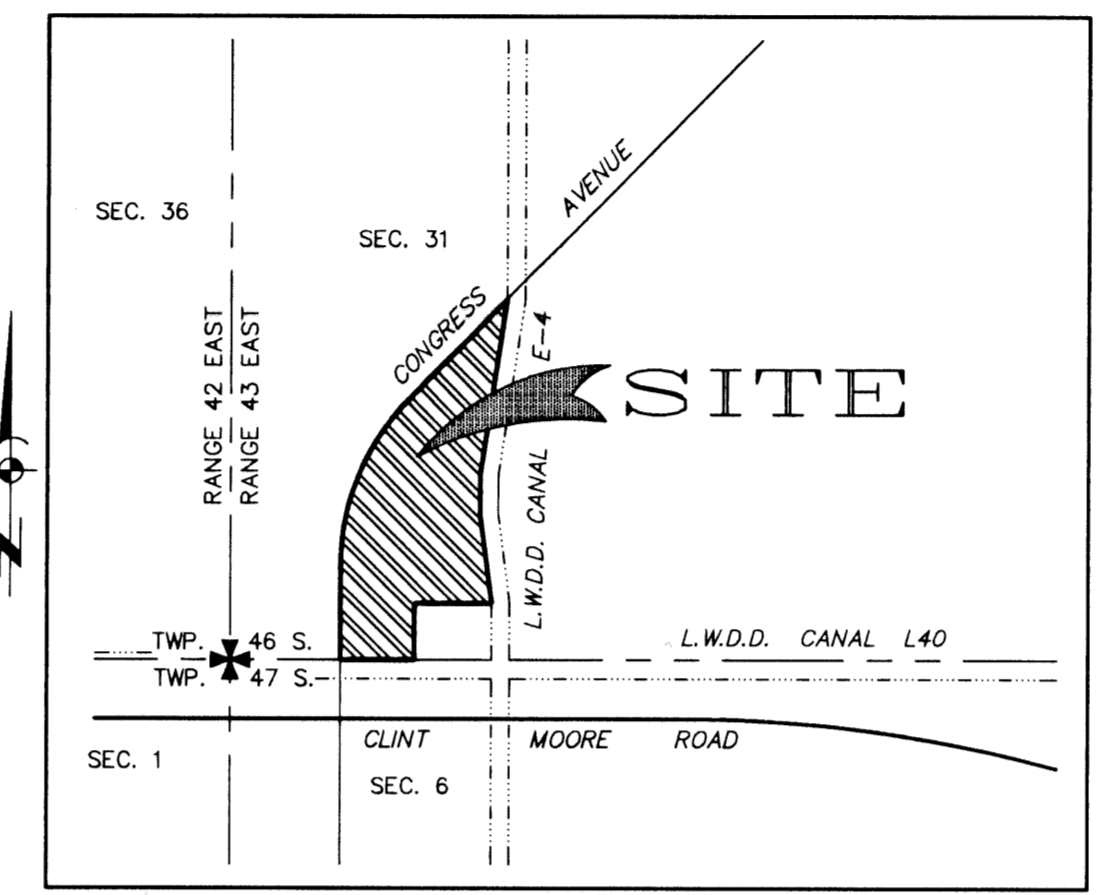 AVENUE
SEC. 36
SEC. 31
CONGRESS
RANGE 42 EAST
RANGE 43 EAST
E-4
SITE
L.W.D.D. CANAL
N
TWP. 46 S.
L.W.D.D. CANAL L40
TWP. 47 S.
CLINT MOORE ROAD
SEC. 1
SEC. 6